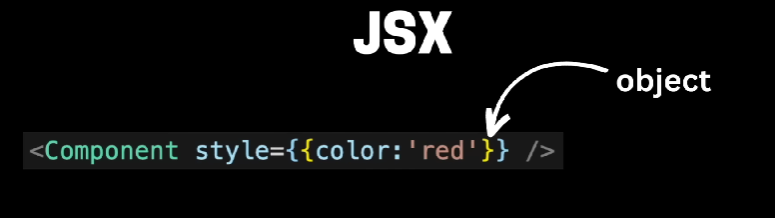 JSX
object
<Component style={{color:'red'}} />